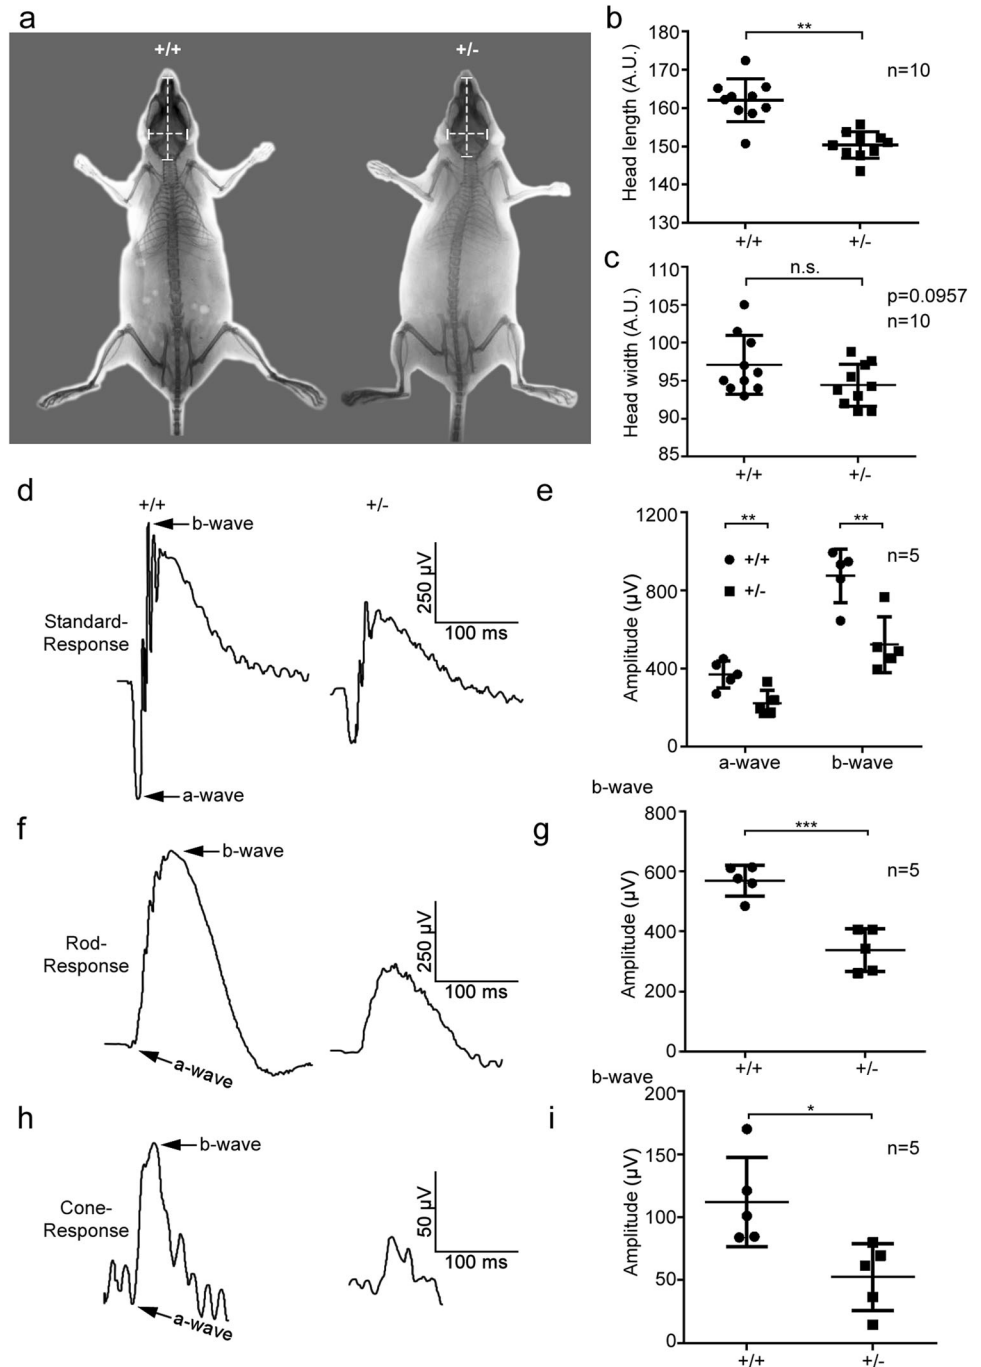 a
+/+
+/-
b
180
170
160
150
140
130
Head length (A.U.)
**
n=10
+/+
+/-
c
110
105
100
95
90
85
Head width (A.U.)
n.s.
p=0.0957
n=10
+/+
+/-
d
+/+
+/-
b-wave
Standard-
Response
a-wave
250 µV
100 ms
e
1200
800
400
0
Amplitude (µV)
**
**
+/+
+/-
n=5
a-wave
b-wave
f
b-wave
Rod-
Response
a-wave
250 µV
100 ms
b-wave
g
800
600
400
200
0
Amplitude (µV)
***
n=5
+/+
+/-
h
b-wave
Cone-
Response
a-wave
50 µV
100 ms
b-wave
i
200
150
100
50
0
Amplitude (µV)
*
n=5
+/+
+/-